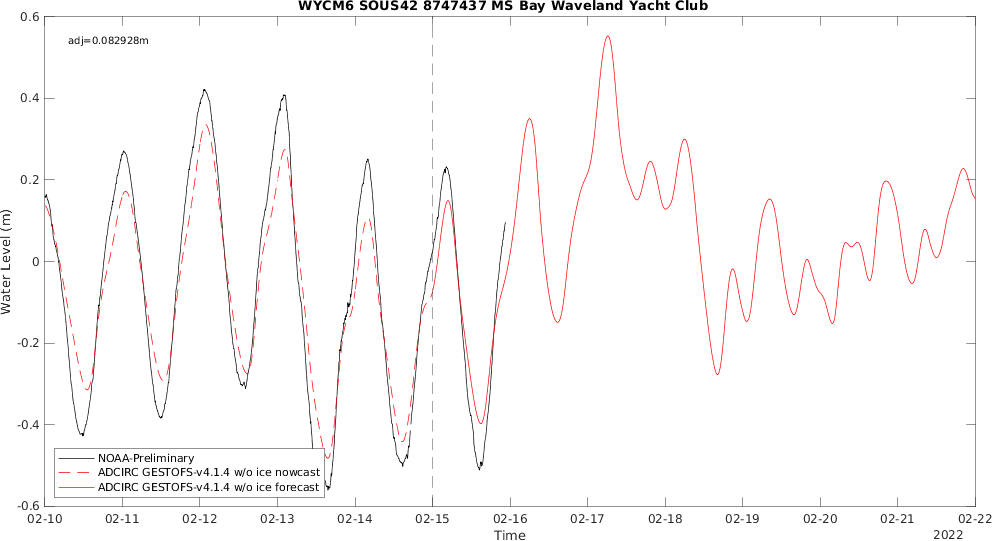 WYCM6 SOUS42 8747437 MS Bay Waveland Yacht Club
adj=0.082928m
0.6
0.4
0.2
0
-0.2
-0.4
-0.6
Water Level (m)
NOAA-Preliminary
ADCIRC GESTOFS-v4.1.4 w/o ice nowcast
ADCIRC GESTOFS-v4.1.4 w/o ice forecast
02-10 02-11 02-12 02-13 02-14 02-15 02-16 02-17 02-18 02-19 02-20 02-21 02-22
Time
2022